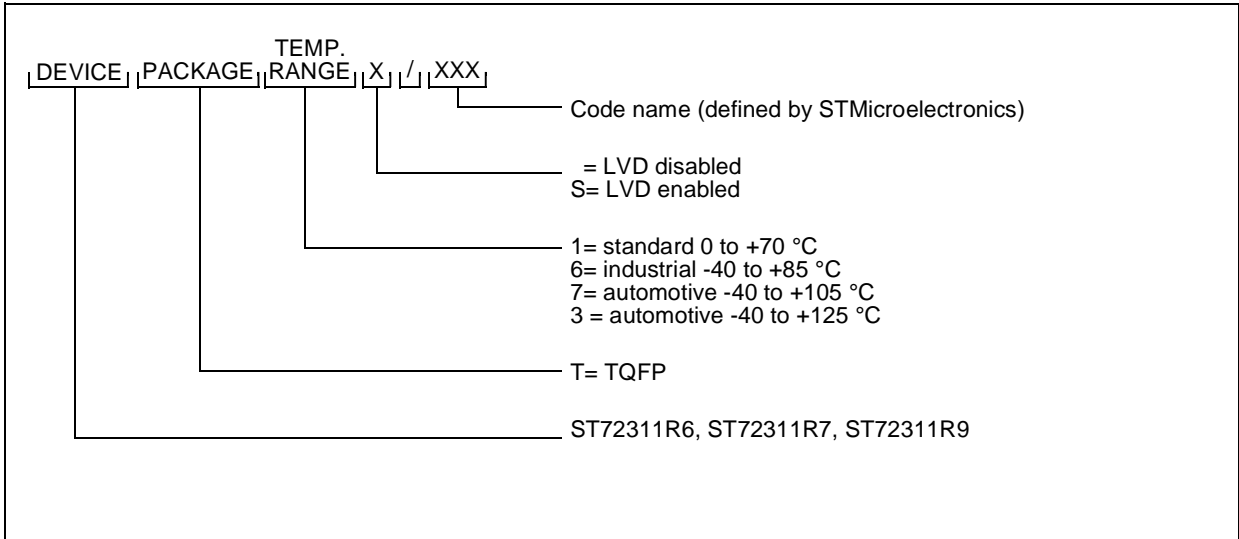 TEMP.
DEVICE PACKAGE RANGE X / XXX
Code name (defined by STMicroelectronics)
= LVD disabled
S= LVD enabled
1= standard 0 to +70 °C
6= industrial -40 to +85 °C
7= automotive -40 to +105 °C
3 = automotive -40 to +125 °C
T= TQFP
ST72311R6, ST72311R7, ST72311R9